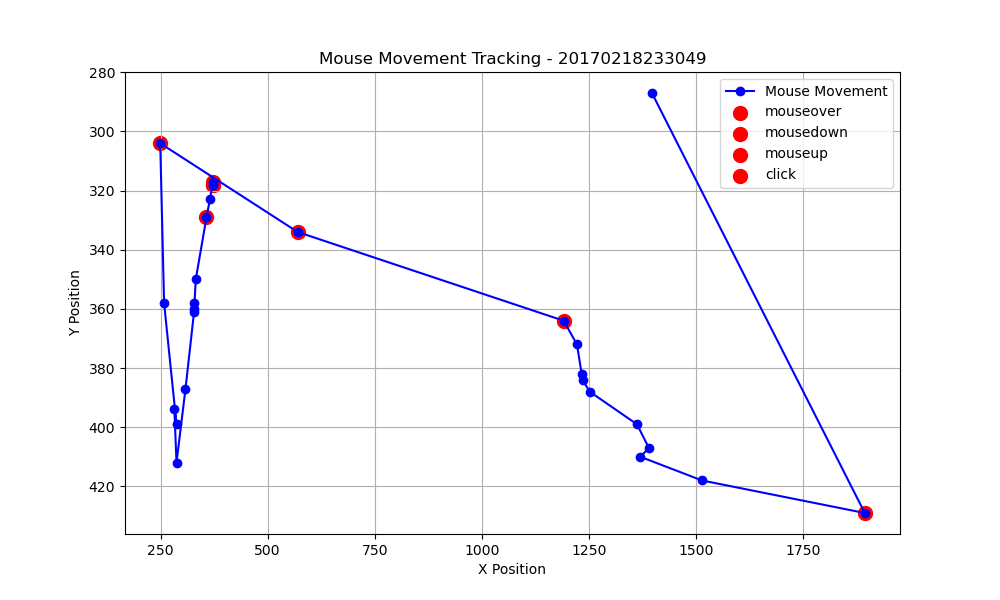 Mouse Movement Tracking - 20170218233049
Mouse Movement
mouseover
mousedown
mouseup
click
280
300
320
340
360
380
400
420
Y Position
250 500 750 1000 1250 1500 1750
X Position